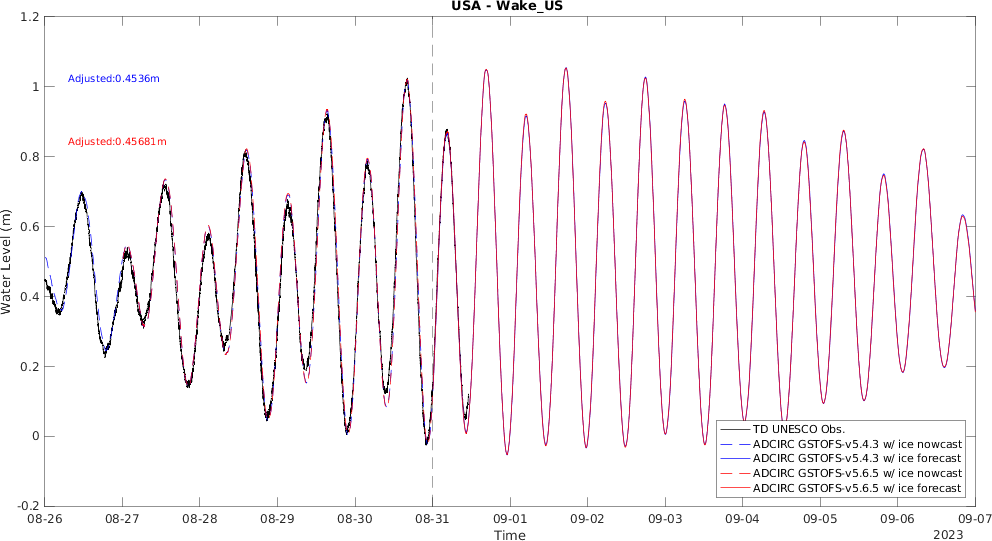 USA - Wake_US
1.2
1
0.8
0.6
0.4
0.2
0
-0.2
Water Level (m)
Adjusted:0.4536m
Adjusted:0.45681m
TD UNESCO Obs.
ADCIRC GSTOFS-v5.4.3 w/ ice nowcast
ADCIRC GSTOFS-v5.4.3 w/ ice forecast
ADCIRC GSTOFS-v5.6.5 w/ ice nowcast
ADCIRC GSTOFS-v5.6.5 w/ ice forecast
08-26 08-27 08-28 08-29 08-30 08-31 09-01 09-02 09-03 09-04 09-05 09-06 09-07
Time
2023